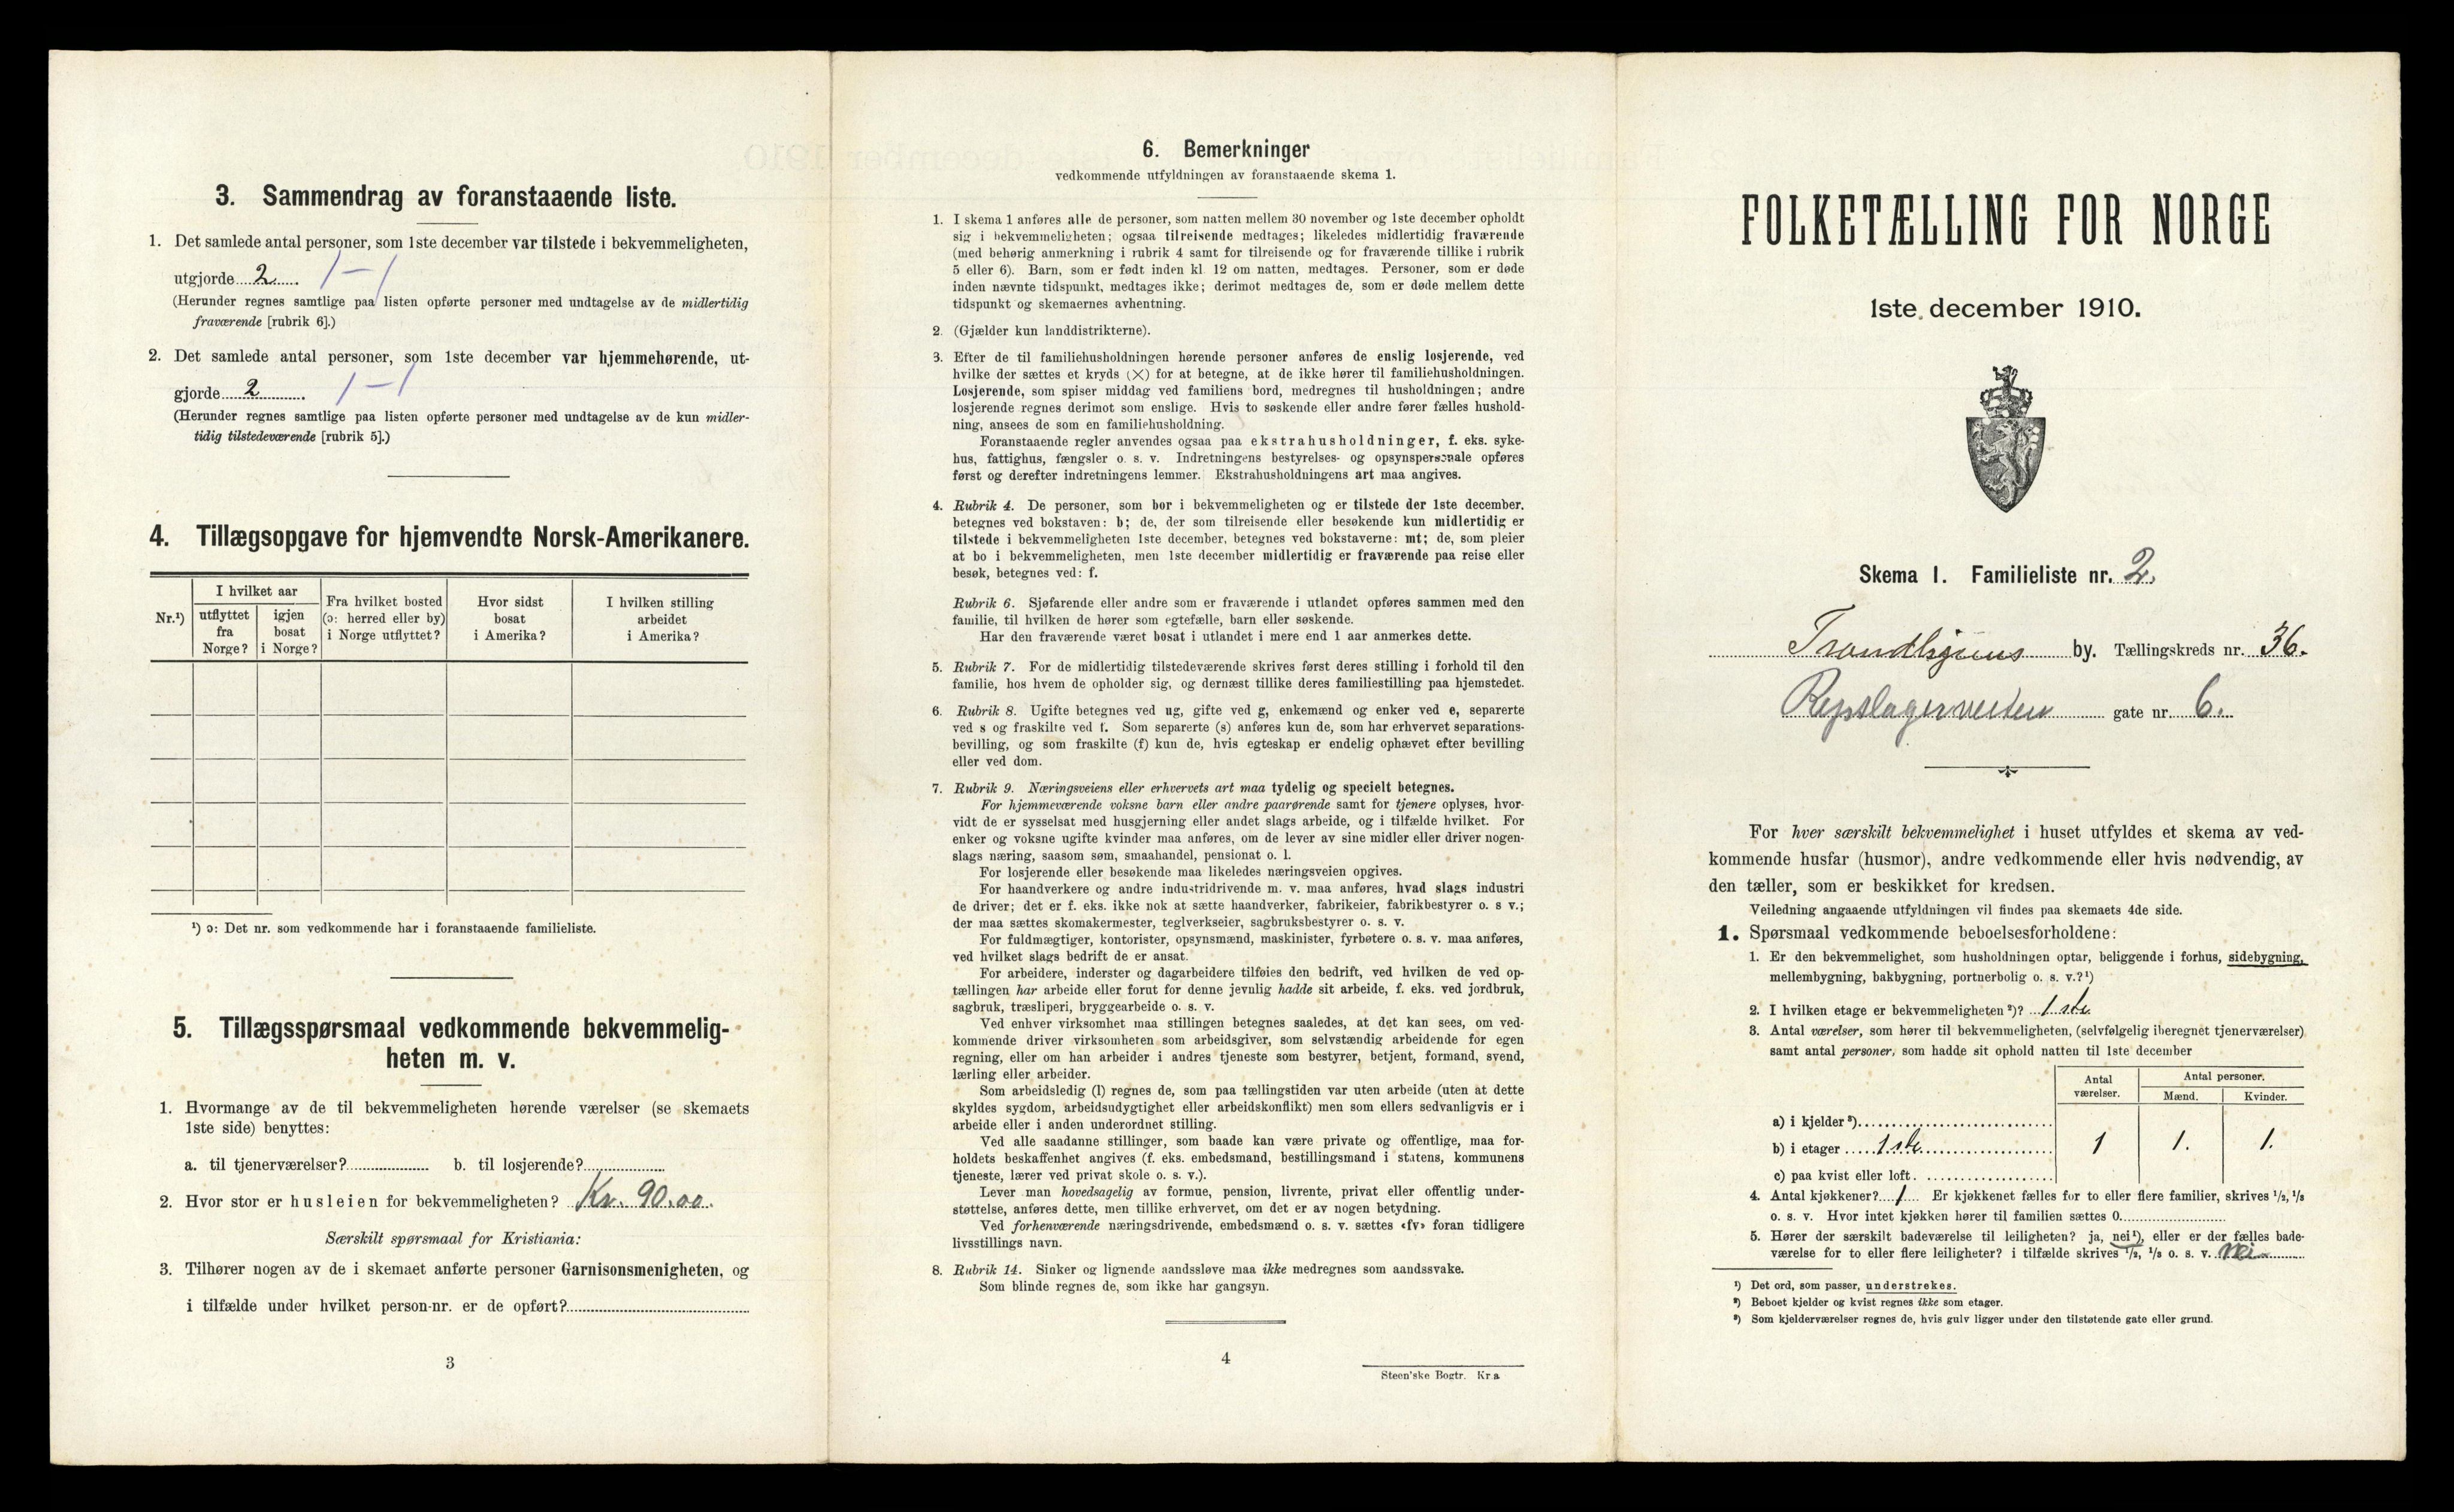 3. Sammendrag av foranstaaende liste.
1. Det samlede antal personer, som 1ste december var tilstede i bekvemmeligheten,
utgjorde 2 1 – 1
(Herunder regnes samtlige paa listen opførte personer med undtagelse av de midlertidig
fraværende [rubrik 6].)
2. Det samlede antal personer, som 1ste december var hjemmehørende, ut-
gjorde 2 1 – 1
(Herunder regnes samtlige paa listen opførte personer med undtagelse av de kun midler-
tidig tilstedeværende [rubrik 5].)
4. Tillægsopgave for hjemvendte Norsk-Amerikanere.
Nr.¹)
I hvilket aar
utflyttet
fra
Norge?
igjen
bosat
i Norge?
Fra hvilket bosted
(ɔ: herred eller by)
i Norge utflyttet?
Hvor sidst
bosat
i Amerika?
I hvilken stilling
arbeidet
i Amerika?
¹) ɔ: Det nr. som vedkommende har i foranstaaende familieliste.
5. Tillægsspørsmaal vedkommende bekvemmelig-
heten m. v.
1. Hvormange av de til bekvemmeligheten hørende værelser (se skemaets
1ste side) benyttes:
a. til tjenerværelser? b. til losjerende?
2. Hvor stor er husleien for bekvemmeligheten? Kr. 90.00.
Særskilt spørsmaal for Kristiania:
3. Tilhører nogen av de i skemaet anførte personer Garnisonsmenigheten, og
i tilfælde under hvilket person-nr. er de opført?
3
6. Bemerkninger
vedkommende utfyldningen av foranstaaende skema 1.
1. I skema 1 anføres alle de personer, som natten mellem 30 november og 1ste december opholdt
sig i bekvemmeligheten; ogsaa tilreisende medtages; likeledes midlertidig fraværende
(med behørig anmerkning i rubrik 4 samt for tilreisende og for fraværende tillike i rubrik
5 eller 6). Barn, som er født inden kl. 12 om natten, medtages. Personer, som er døde
inden nævnte tidspunkt, medtages ikke; derimot medtages de, som er døde mellem dette
tidspunkt og skemaernes avhentning.
2. (Gjælder kun landdistrikterne).
3. Efter de til familiehusholdningen hørende personer anføres de enslig losjerende, ved
hvilke der sættes et kryds (×) for at betegne, at de ikke hører til familiehusholdningen.
Losjerende, som spiser middag ved familiens bord, medregnes til husholdningen; andre
losjerende regnes derimot som enslige. Hvis to søskende eller andre fører fælles hushold-
ning, ansees de som en familiehusholdning.
Foranstaaende regler anvendes ogsaa paa ekstrahusholdninger, f. eks. syke-
hus, fattighus, fængsler o. s. v. Indretningens bestyrelses- og opsynspersonale opføres
først og derefter indretningens lemmer. Ekstrahusholdningens art maa angives.
4. Rubrik 4. De personer, som bor i bekvemmeligheten og er tilstede der 1ste december,
betegnes ved bokstaven: b; de, der som tilreisende eller besøkende kun midlertidig er
tilstede i bekvemmeligheten 1ste december, betegnes ved bokstaverne: mt; de, som pleier
at bo i bekvemmeligheten, men 1ste december midlertidig er fraværende paa reise eller
besøk, betegnes ved: f.
Rubrik 6. Sjøfarende eller andre som er fraværende i utlandet opføres sammen med den
familie, til hvilken de hører som egtefælle, barn eller søskende.
Har den fraværende været bosat i utlandet i mere end 1 aar anmerkes dette.
5. Rubrik 7. For de midlertidig tilstedeværende skrives først deres stilling i forhold til den
familie, hos hvem de opholder sig, og dernæst tillike deres familiestilling paa hjemstedet.
6. Rubrik 8. Ugifte betegnes ved ug, gifte ved g, enkemænd og enker ved e, separerte
ved s og fraskilte ved f. Som separerte (s) anføres kun de, som har erhvervet separations-
bevilling, og som fraskilte (f) kun de, hvis egteskap er endelig ophævet efter bevilling
eller ved dom.
7. Rubrik 9. Næringsveiens eller erhvervets art maa tydelig og specielt betegnes.
For hjemmeværende voksne barn eller andre paarørende samt for tjenere oplyses, hvor-
vidt de er sysselsat med husgjerning eller andet slags arbeide, og i tilfælde hvilket. For
enker og voksne ugifte kvinder maa anføres, om de lever av sine midler eller driver nogen-
slags næring, saasom søm, smaahandel, pensionat o. l.
For losjerende eller besøkende maa likeledes næringsveien opgives.
For haandverkere og andre industridrivende m. v. maa anføres, hvad slags industri
de driver; det er f. eks. ikke nok at sætte haandverker, fabrikeier, fabrikbestyrer o. s v.;
der maa sættes skomakermester, teglverkseier, sagbruksbestyrer o. s. v.
For fuldmægtiger, kontorister, opsynsmænd, maskinister, fyrbøtere o. s. v. maa anføres,
ved hvilket slags bedrift de er ansat.
For arbeidere, inderster og dagarbeidere tilføies den bedrift, ved hvilken de ved op-
tællingen har arbeide eller forut for denne jevnlig hadde sit arbeide, f. eks. ved jordbruk,
sagbruk, træsliperi, bryggearbeide o. s. v.
Ved enhver virksomhet maa stillingen betegnes saaledes, at det kan sees, om ved-
kommende driver virksomheten som arbeidsgiver, som selvstændig arbeidende for egen
regning, eller om han arbeider i andres tjeneste som bestyrer, betjent, formand, svend,
lærling eller arbeider.
Som arbeidsledig (l) regnes de, som paa tællingstiden var uten arbeide (uten at dette
skyldes sygdom, arbeidsudygtighet eller arbeidskonflikt) men som ellers sedvanligvis er i
arbeide eller i anden underordnet stilling.
Ved alle saadanne stillinger, som baade kan være private og offentlige, maa for-
holdets beskaffenhet angives (f. eks. embedsmand, bestillingsmand i statens, kommunens
tjeneste, lærer ved privat skole o. s. v.).
Lever man hovedsagelig av formue, pension, livrente, privat eller offentlig under-
støttelse, anføres dette, men tillike erhvervet, om det er av nogen betydning.
Ved forhenværende næringsdrivende, embedsmænd o. s. v. sættes «fv» foran tidligere
livsstillings navn.
8. Rubrik 14. Sinker og lignende aandssløve maa ikke medregnes som aandssvake.
Som blinde regnes de, som ikke har gangsyn.
4
Steen'ske Bogtr. Kr.a
FOLKETÆLLING FOR NORGE
1ste december 1910.
Skema I. Familieliste nr. 2.
Trondhjems by. Tællingskreds nr. 36.
Repslagerveiten gate nr. 6.
For hver særskilt bekvemmelighet i huset utfyldes et skema av ved-
kommende husfar (husmor), andre vedkommende eller hvis nødvendig, av
den tæller, som er beskikket for kredsen.
Veiledning angaaende utfyldningen vil findes paa skemaets 4de side.
1. Spørsmaal vedkommende beboelsesforholdene:
1. Er den bekvemmelighet, som husholdningen optar, beliggende i forhus, sidebygning,
mellembygning, bakbygning, portnerbolig o. s. v.?¹)
2. I hvilken etage er bekvemmeligheten²)? 1ste
3. Antal værelser, som hører til bekvemmeligheten, (selvfølgelig iberegnet tjenerværelser)
samt antal personer, som hadde sit ophold natten til 1ste december
Antal
værelser.
Antal personer.
Mænd. Kvinder.
a) i kjelder³)
b) i etager 1ste 1 1. 1.
c) paa kvist eller loft.
4. Antal kjøkkener? 1 Er kjøkkenet fælles for to eller flere familier, skrives ¹/₂, ¹/₃
o. s. v. Hvor intet kjøkken hører til familien sættes 0.
5. Hører der særskilt badeværelse til leiligheten? ja, nei¹), eller er der fælles bade-
værelse for to eller flere leiligheter? i tilfælde skrives ¹/₂, ¹/₃ o. s. v. nei
¹) Det ord, som passer, understrekes.
²) Beboet kjelder og kvist regnes ikke som etager.
³) Som kjelderværelser regnes de, hvis gulv ligger under den tilstøtende gate eller grund.